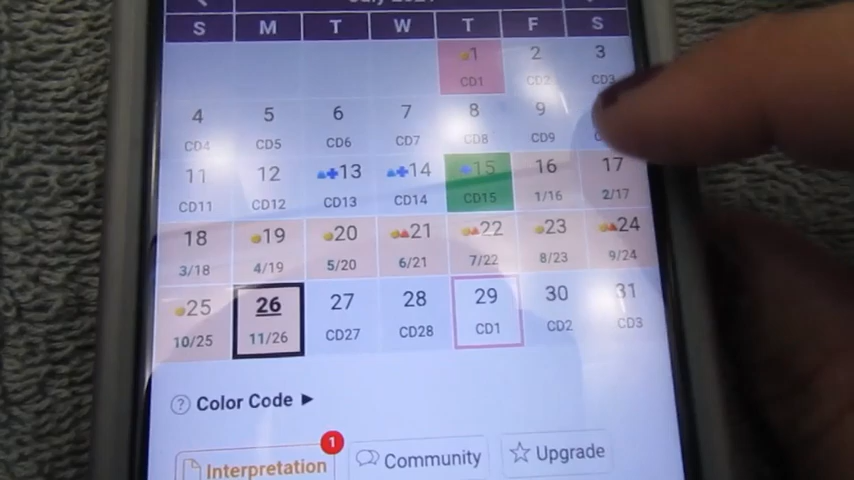 S M T W T F S
1 2 3
CD1 CD2 CD3
4 5 6 7 8 9
CD4 CD5 CD6 CD7 CD8 CD9
11 12 13 14 15 16 17
CD11 CD12 CD13 CD14 CD15 1/16 2/17
18 19 20 21 22 23 24
3/18 4/19 5/20 6/21 7/22 8/23 9/24
25 26 27 28 29 30 31
10/25 11/26 CD27 CD28 CD1 CD2 CD3
? Color Code ▶
1
Interpretation Community Upgrade